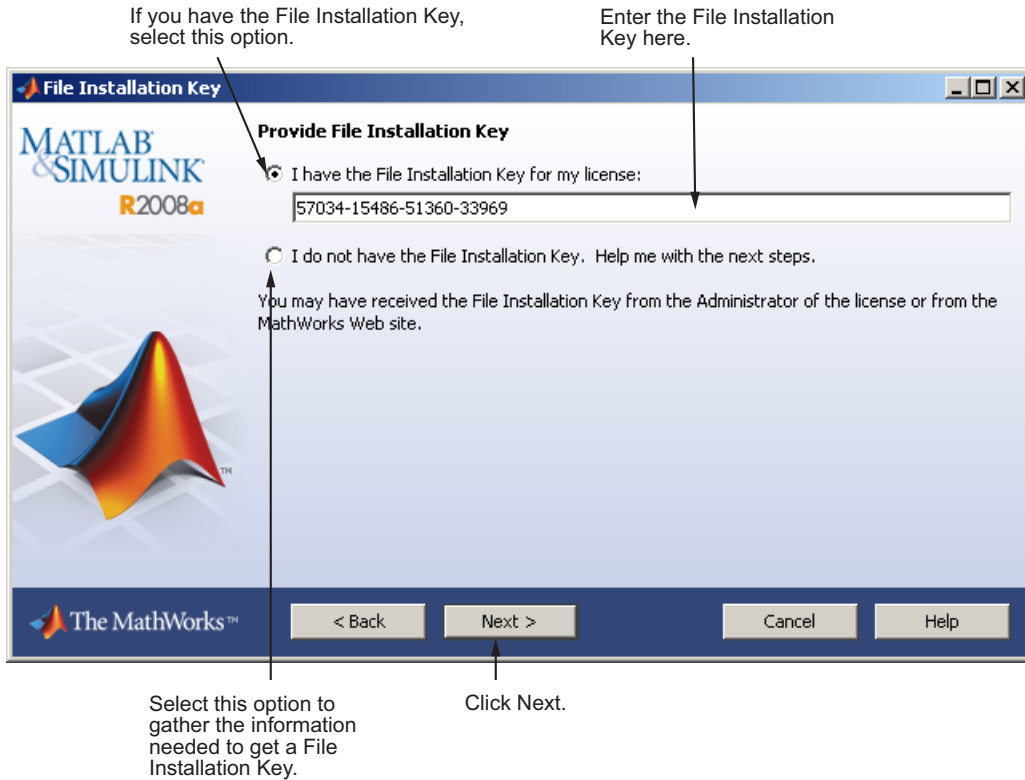 If you have the File Installation Key,
select this option.
Enter the File Installation
Key here.
File Installation Key
MATLAB®
&SIMULINK®
R2008a
Provide File Installation Key
I have the File Installation Key for my license:
57034-15486-51360-33969
I do not have the File Installation Key. Help me with the next steps.
You may have received the File Installation Key from the Administrator of the license or from the
MathWorks Web site.
TM
The MathWorks™
< Back
Next >
Cancel
Help
Select this option to
gather the information
needed to get a File
Installation Key.
Click Next.